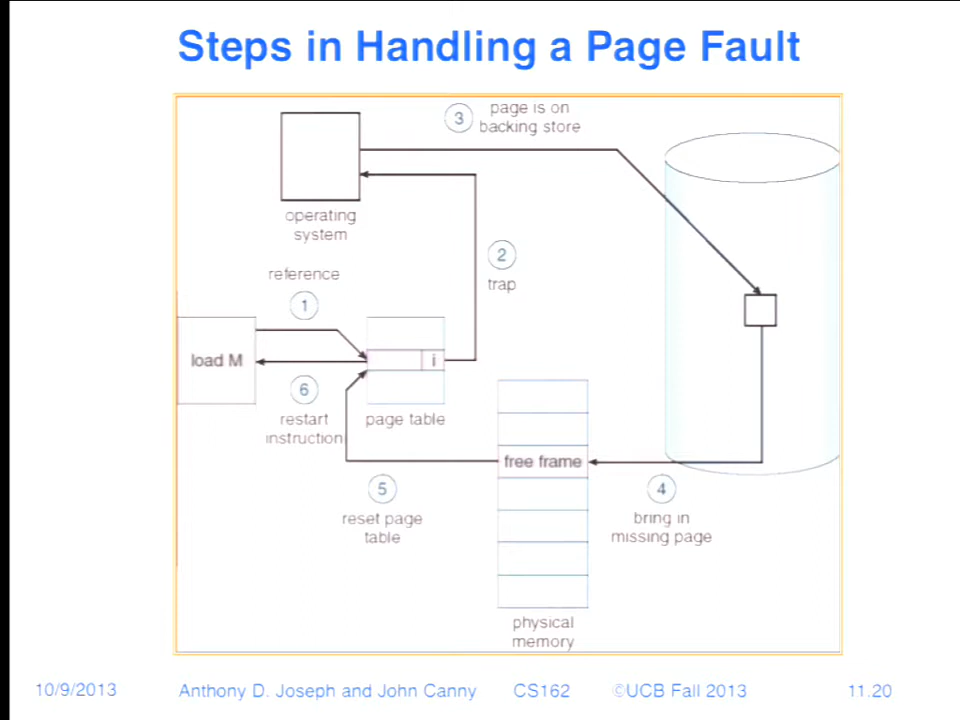 Steps in Handling a Page Fault
3
page is on
backing store
operating
system
reference
1
2
trap
load M
i
6
restart
instruction
page table
free frame
5
reset page
table
4
bring in
missing page
physical
memory
10/9/2013
Anthony D. Joseph and John Canny
CS162
©UCB Fall 2013
11.20